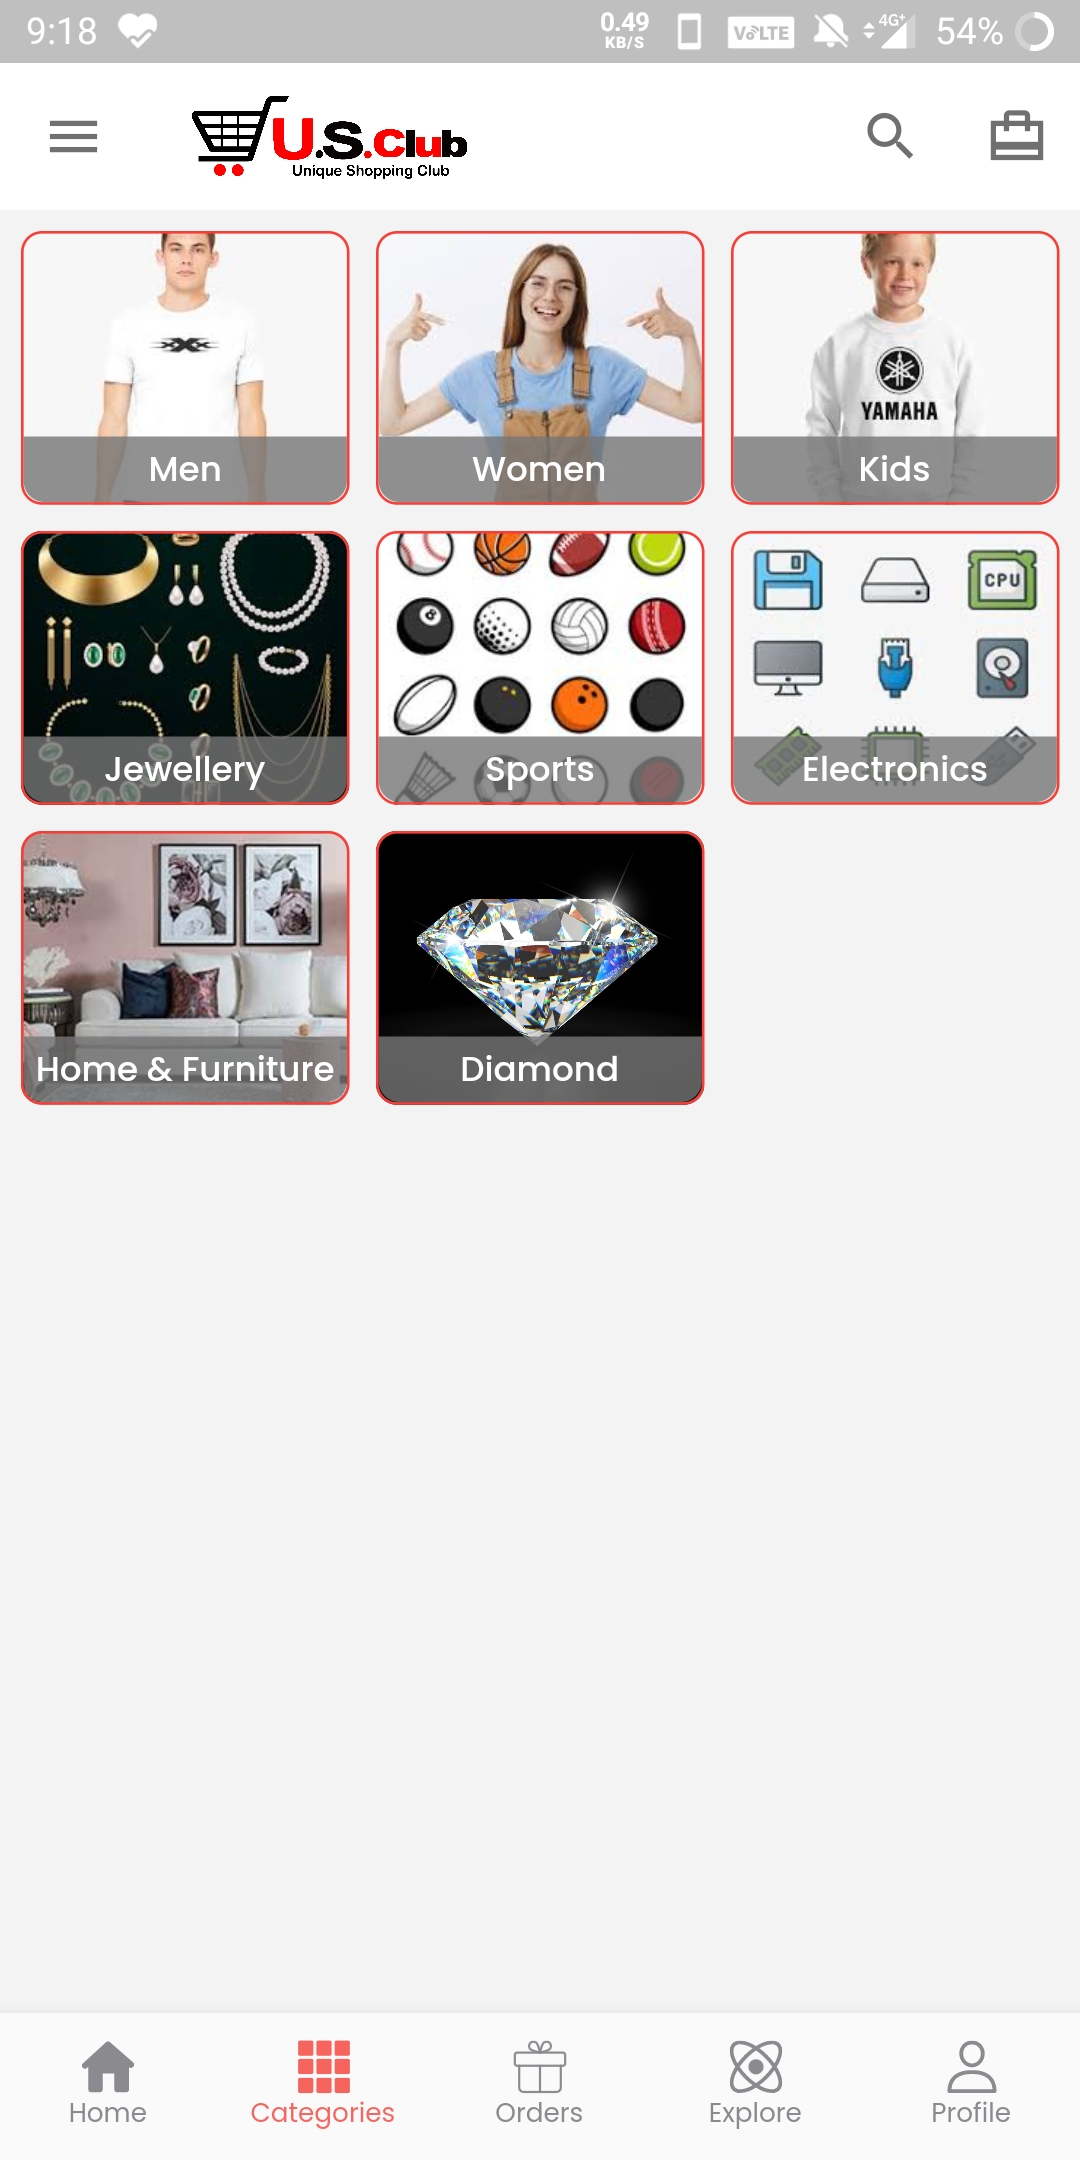 9:18 0.49 KB/S VoLTE 4G+ 54%
U.S.Club
Unique Shopping Club
YAMAHA
Men Women Kids
8
CPU
Jewellery Sports Electronics
Home & Furniture Diamond
Home Categories Orders Explore Profile